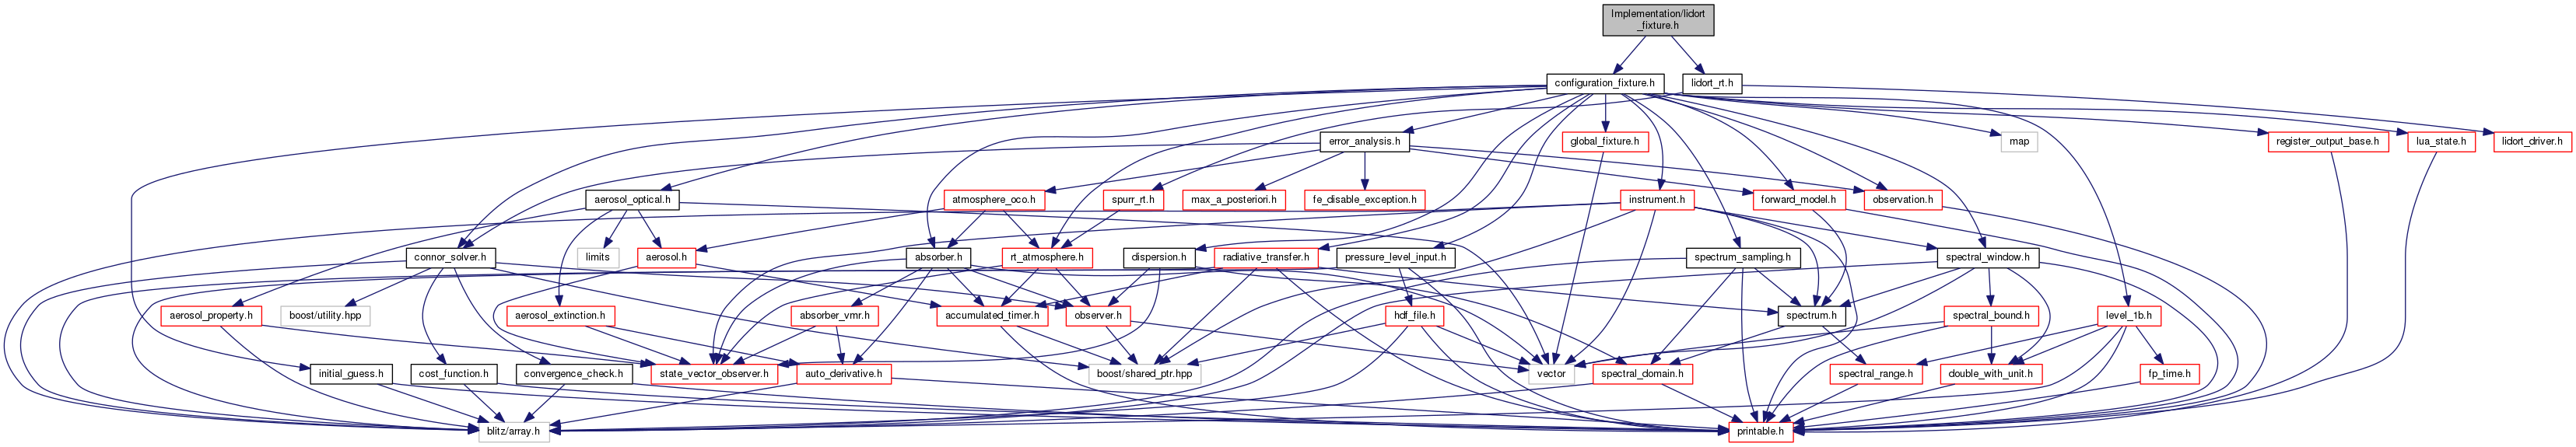 Implementation/lidort
_fixture.h
configuration_fixture.h
lidort_rt.h
error_analysis.h
global_fixture.h
map
register_output_base.h
lua_state.h
lidort_driver.h
aerosol_optical.h
atmosphere_oco.h
spurr_rt.h
max_a_posteriori.h
fe_disable_exception.h
instrument.h
forward_model.h
observation.h
connor_solver.h
limits
aerosol.h
absorber.h
rt_atmosphere.h
dispersion.h
radiative_transfer.h
pressure_level_input.h
spectrum_sampling.h
spectral_window.h
aerosol_property.h
boost/utility.hpp
aerosol_extinction.h
absorber_vmr.h
accumulated_timer.h
observer.h
hdf_file.h
spectrum.h
spectral_bound.h
level_1b.h
initial_guess.h
cost_function.h
convergence_check.h
state_vector_observer.h
auto_derivative.h
boost/shared_ptr.hpp
vector
spectral_domain.h
spectral_range.h
double_with_unit.h
fp_time.h
blitz/array.h
printable.h